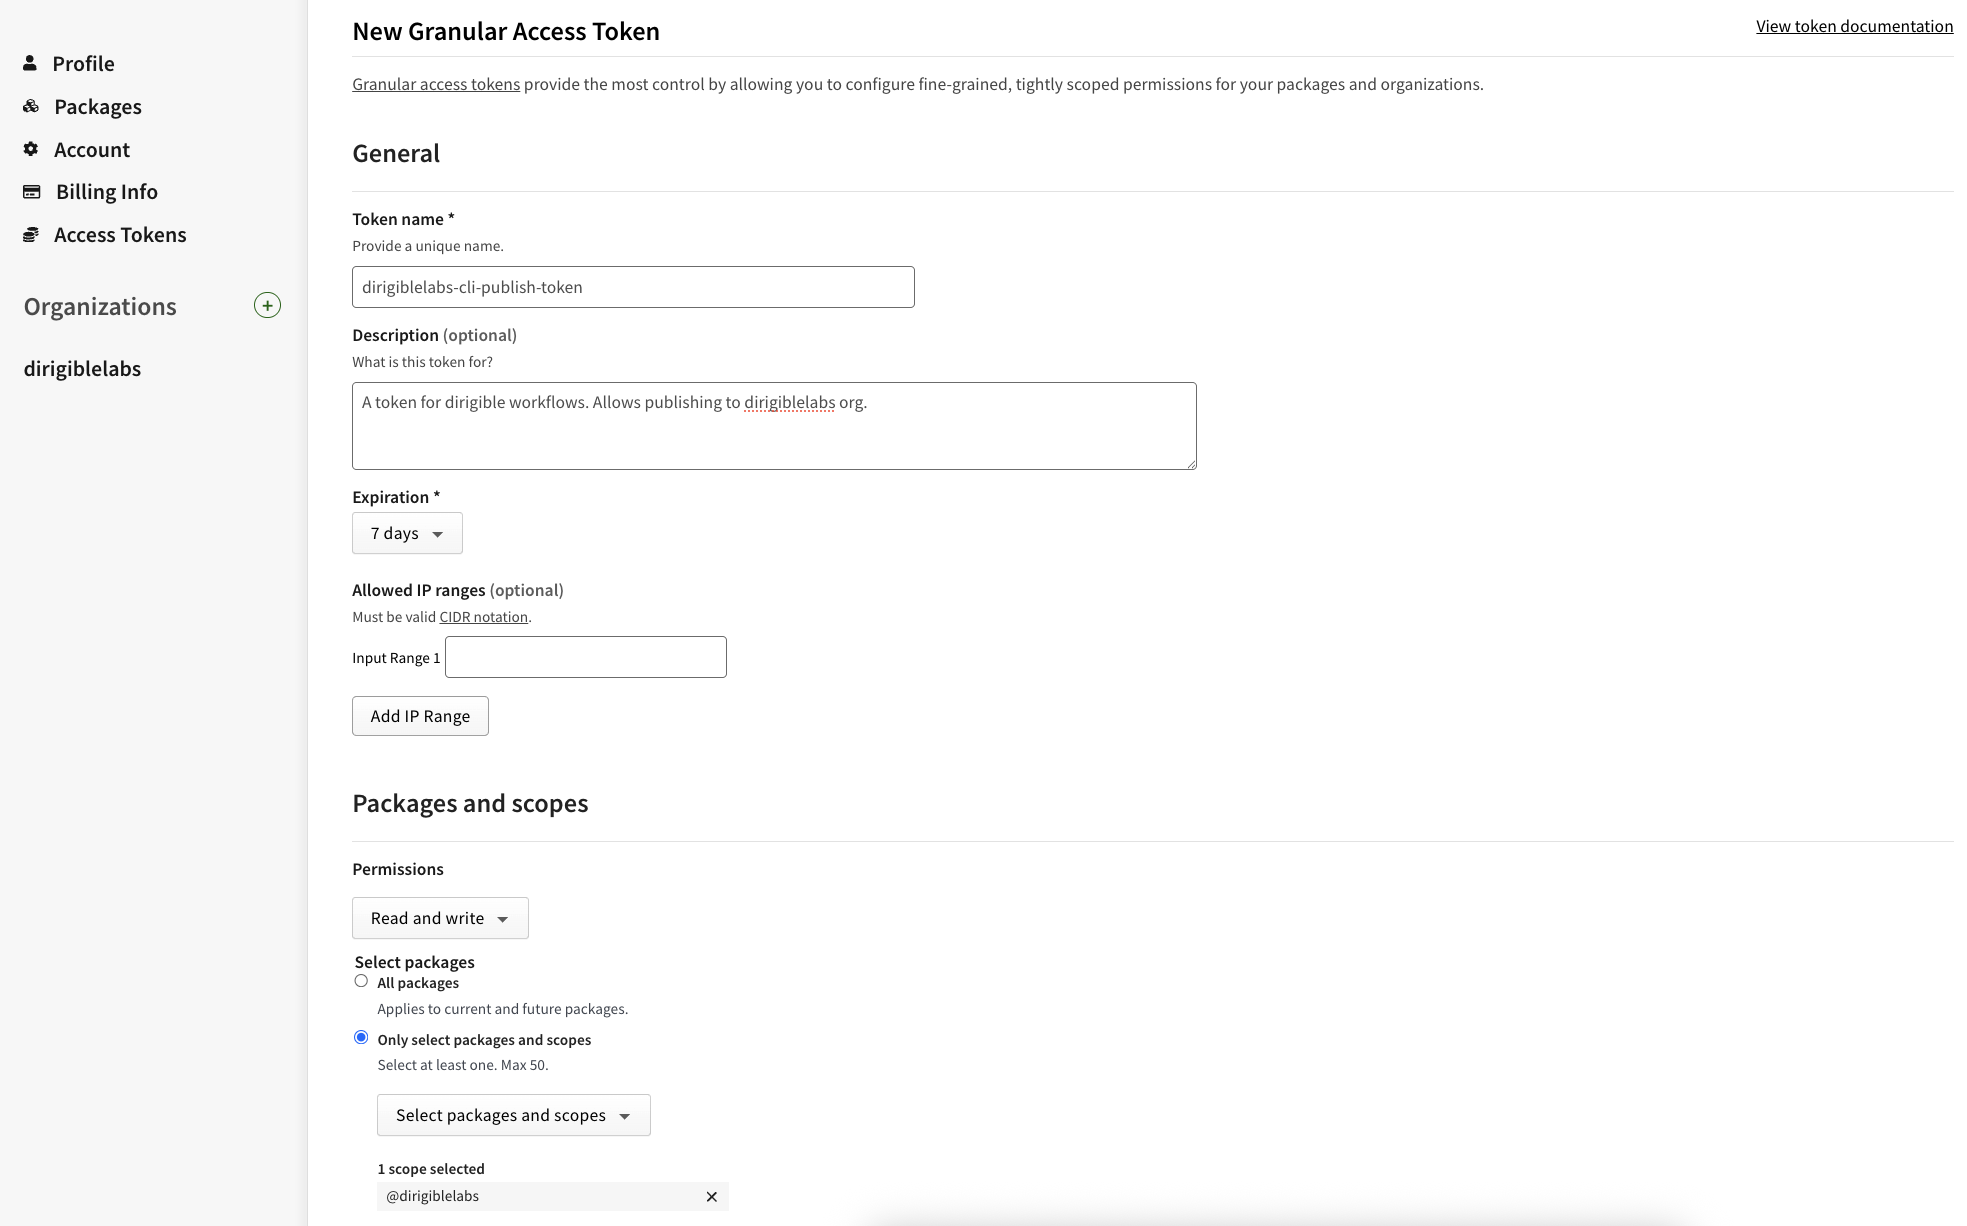 Profile
Packages
Account
Billing Info
Access Tokens
Organizations
dirigiblelabs
New Granular Access Token
View token documentation
Granular access tokens provide the most control by allowing you to configure fine-grained, tightly scoped permissions for your packages and organizations.
General
Token name *
Provide a unique name.
dirigiblelabs-cli-publish-token
Description (optional)
What is this token for?
A token for dirigible workflows. Allows publishing to dirigiblelabs org.
Expiration *
7 days
Allowed IP ranges (optional)
Must be valid CIDR notation.
Input Range 1
Add IP Range
Packages and scopes
Permissions
Read and write
Select packages
All packages
Applies to current and future packages.
Only select packages and scopes
Select at least one. Max 50.
Select packages and scopes
1 scope selected
@dirigiblelabs